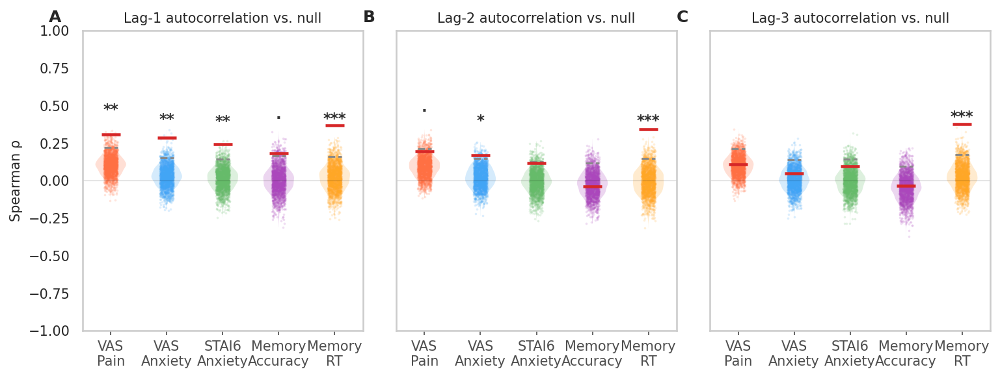 A
Lag-1 autocorrelation vs. null
B
Lag-2 autocorrelation vs. null
C
Lag-3 autocorrelation vs. null
Spearman ρ
1.00
0.75
0.50
0.25
0.00
−0.25
−0.50
−0.75
−1.00
**
**
**
.
***
.
*
***
***
VAS
Pain
VAS
Anxiety
STAI6
Anxiety
Memory
Accuracy
Memory
RT
VAS
Pain
VAS
Anxiety
STAI6
Anxiety
Memory
Accuracy
Memory
RT
VAS
Pain
VAS
Anxiety
STAI6
Anxiety
Memory
Accuracy
Memory
RT